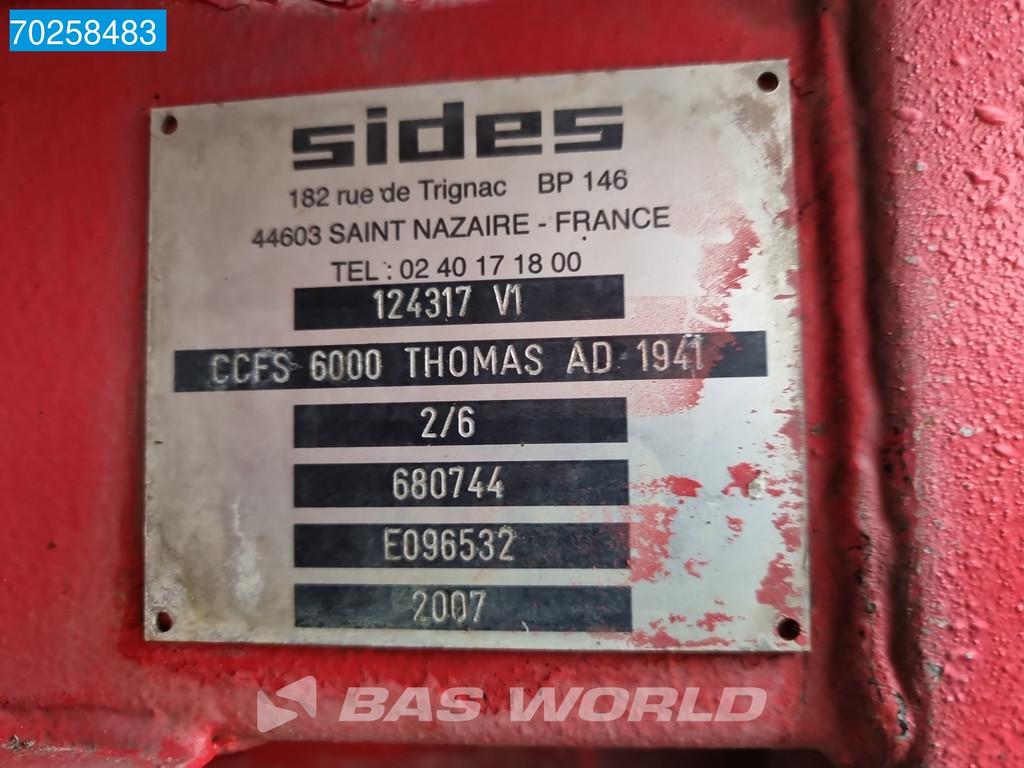 70258483
sides
182 rue de Trignac BP 146
44603 SAINT NAZAIRE - FRANCE
TEL : 02 40 17 18 00
124317 V1
CCFS 6000 THOMAS AD 1941
2/6
680744
E096532
2007
BAS WORLD